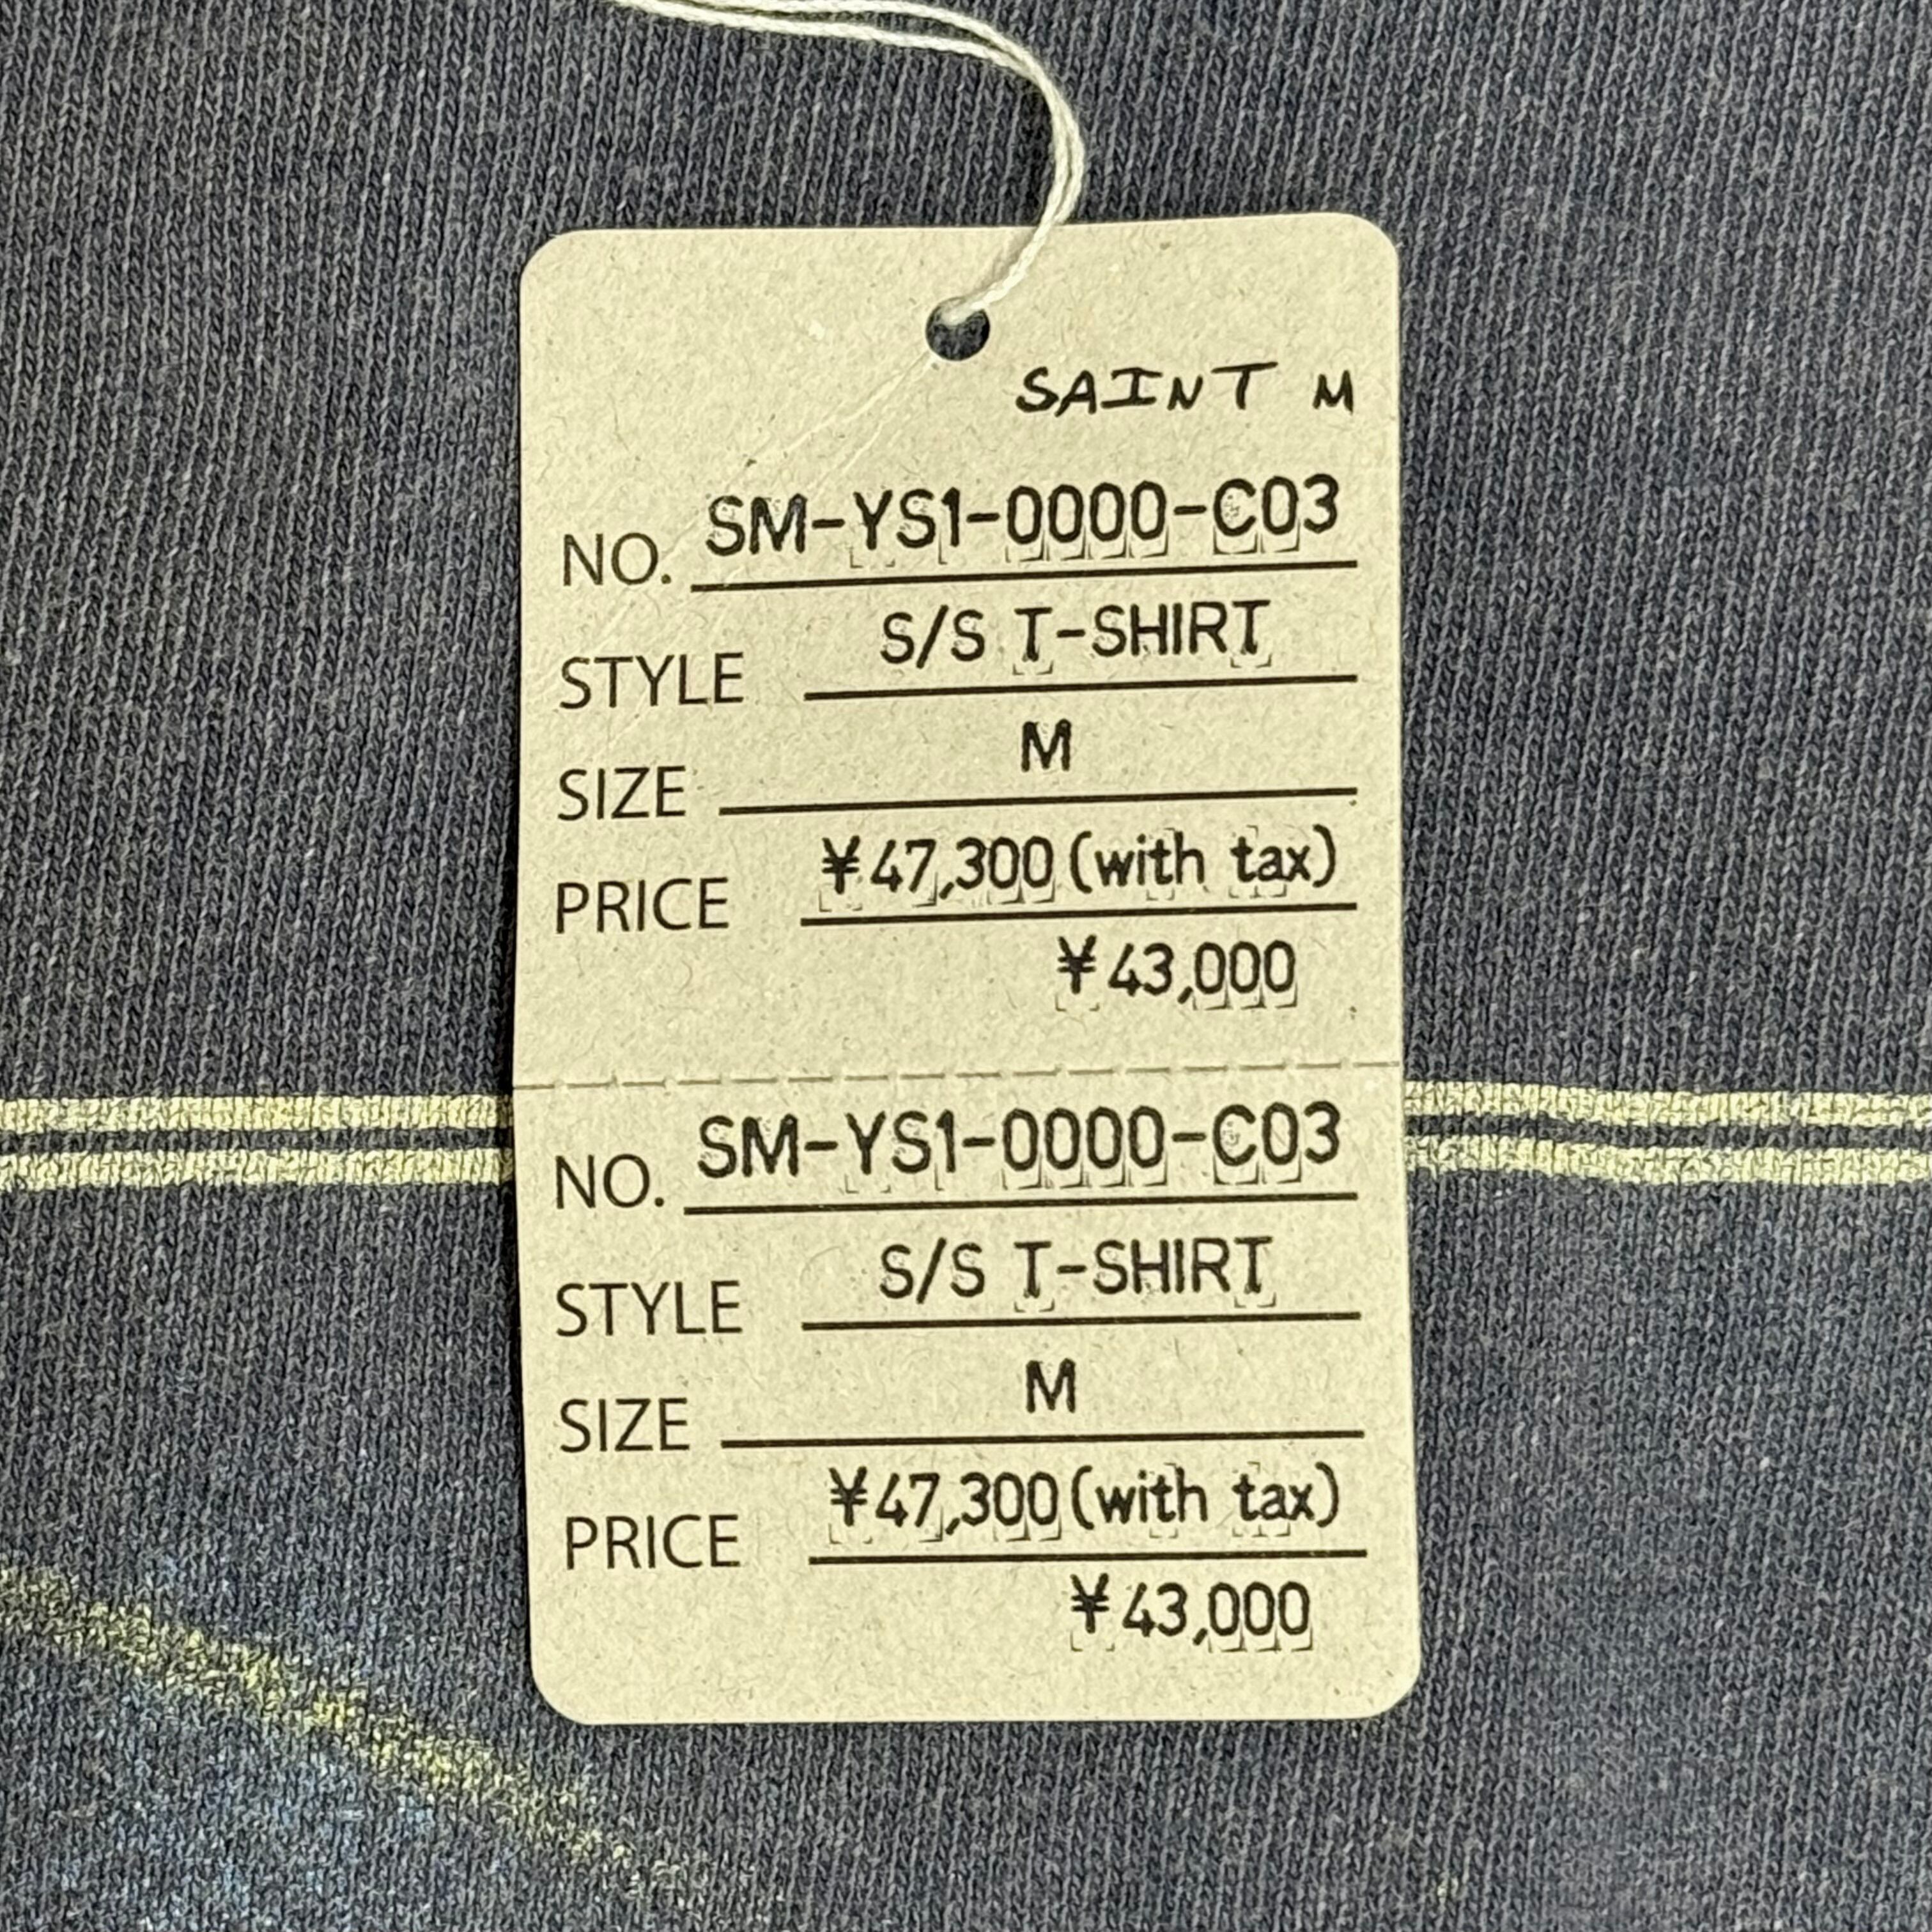 SAINT M
NO. SM-YS1-0000-C03
STYLE S/S T-SHIRT
SIZE M
PRICE ¥47,300(with tax)
¥43,000
NO. SM-YS1-0000-C03
STYLE S/S T-SHIRT
SIZE M
PRICE ¥47,300(with tax)
¥43,000